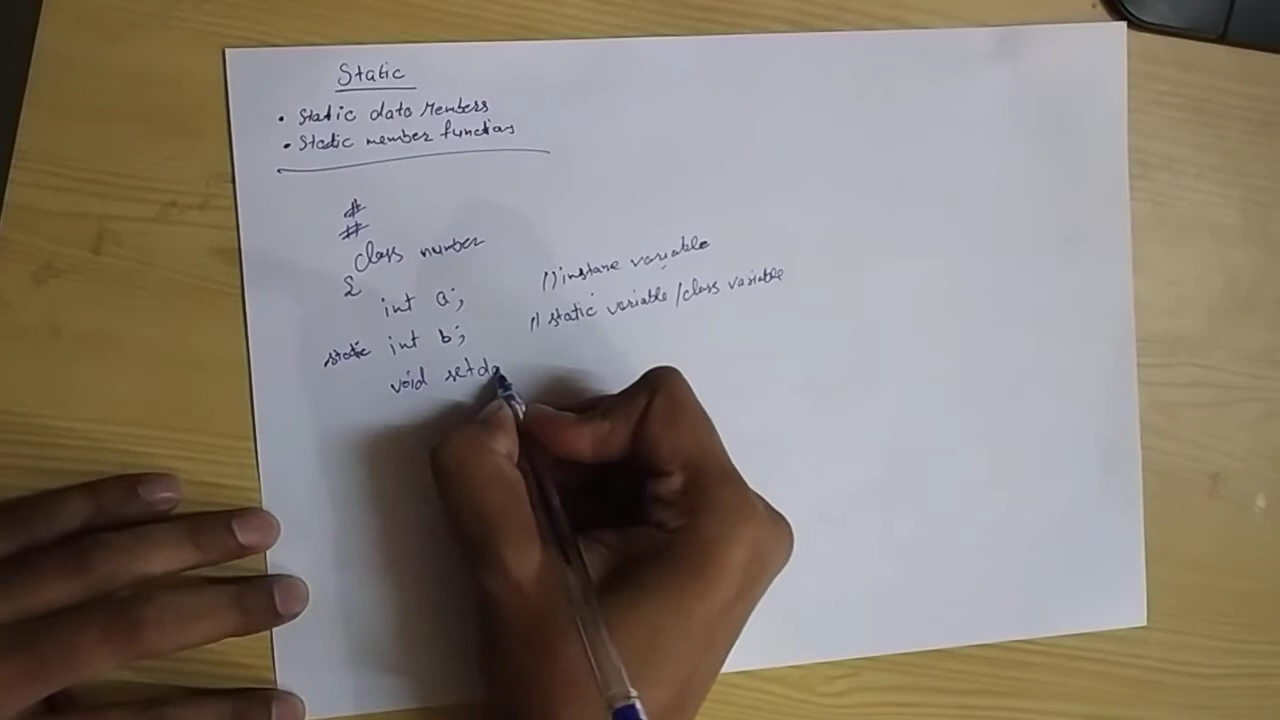 Static
• Static data Members
• Static member functions
#
#
class number
{
int a; //instane variable
static int b; // static variable /class variable
void setda